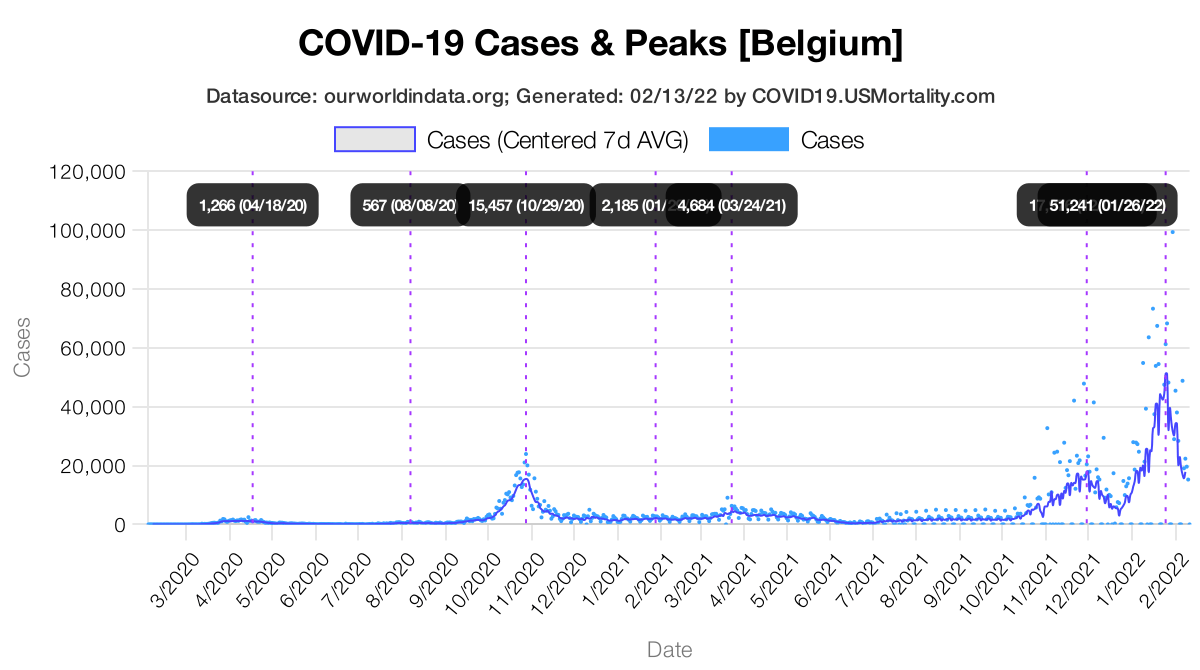 COVID-19 Cases & Peaks [Belgium]
Datasource: ourworldindata.org; Generated: 02/13/22 by COVID19.USMortality.com
Cases (Centered 7d AVG) Cases
120,000
100,000
80,000
60,000
40,000
20,000
0
Cases
1,266 (04/18/20) 567 (08/08/20) 15,457 (10/29/20) 2,185 (01/ 4,684 (03/24/21) 51,241 (01/26/22)
3/2020 4/2020 5/2020 6/2020 7/2020 8/2020 9/2020 10/2020 11/2020 12/2020 1/2021 2/2021 3/2021 4/2021 5/2021 6/2021 7/2021 8/2021 9/2021 10/2021 11/2021 12/2021 1/2022 2/2022
Date